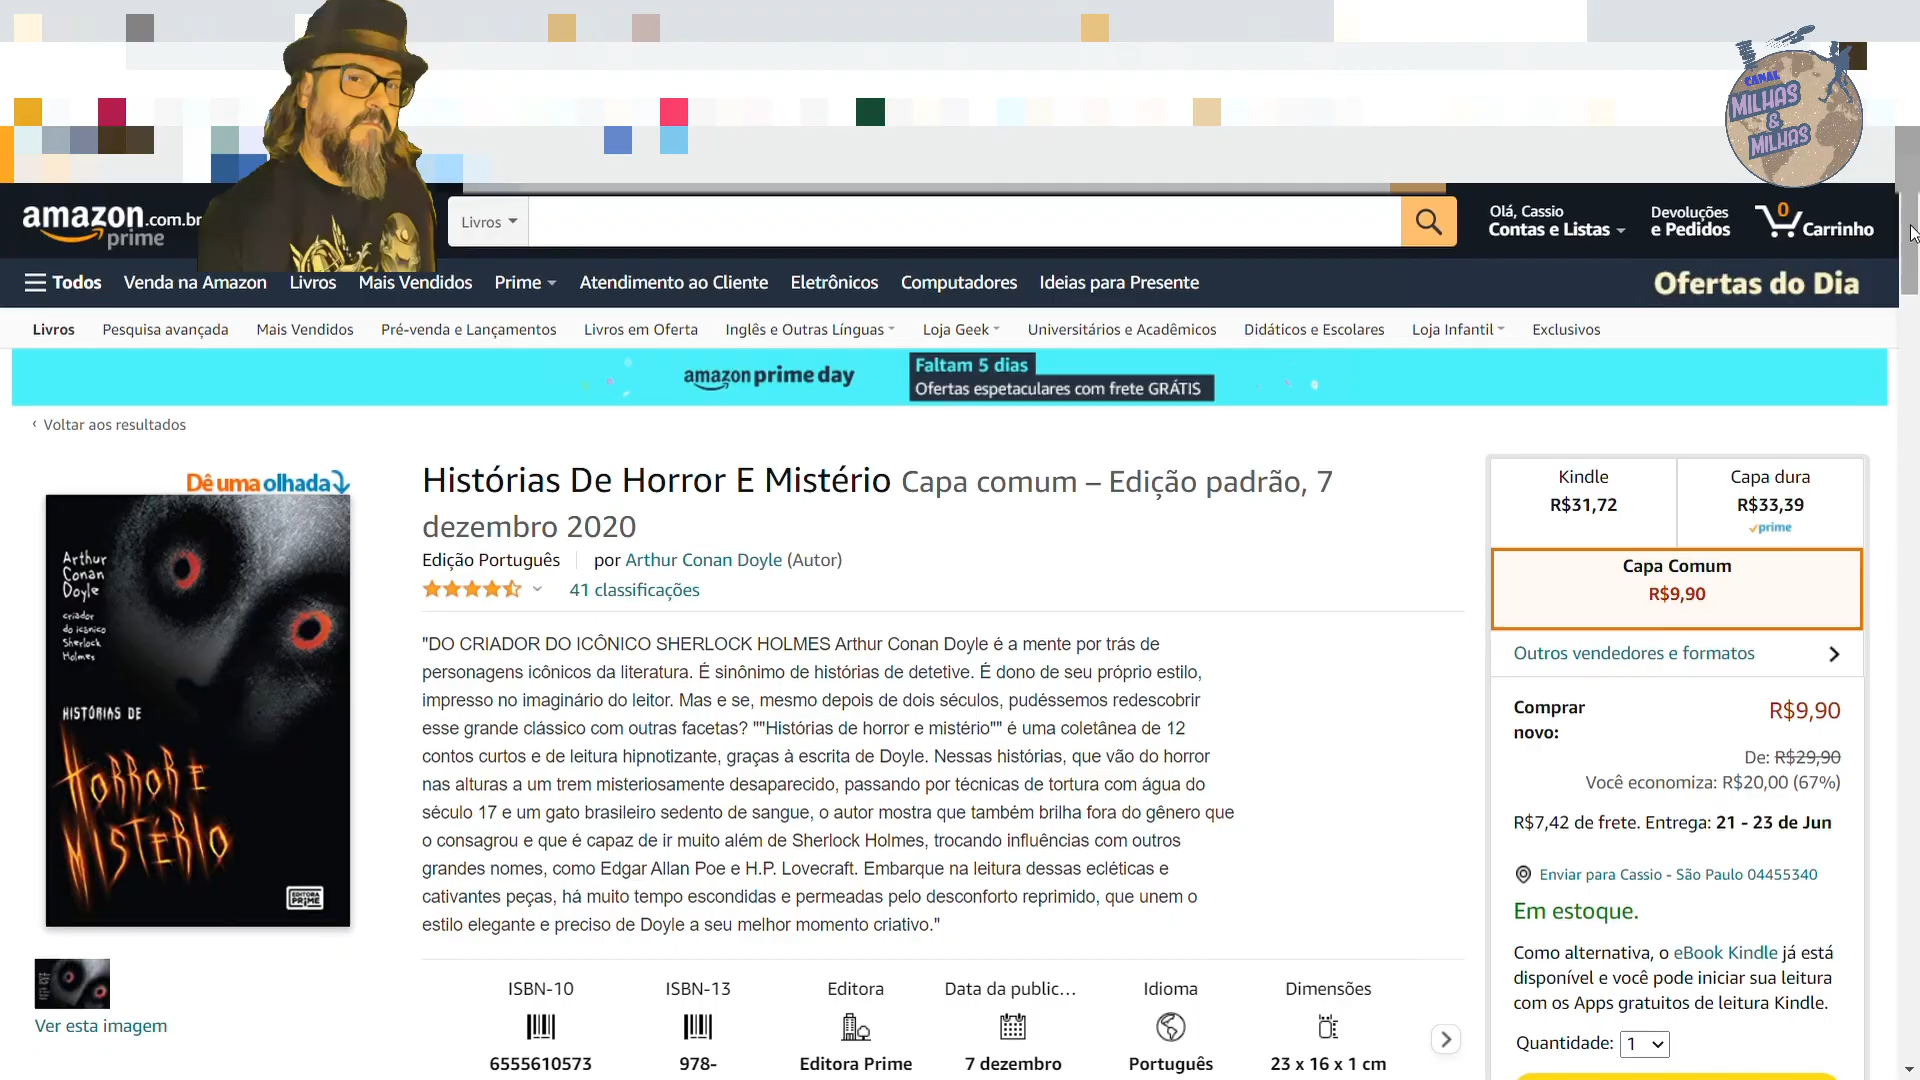 CANAL
MILHAS
&
MILHAS
amazon.com.br
prime
Livros
Olá, Cassio
Contas e Listas
Devoluções
e Pedidos
0
Carrinho
Todos
Venda na Amazon
Livros
Mais Vendidos
Prime
Atendimento ao Cliente
Eletrônicos
Computadores
Ideias para Presente
Ofertas do Dia
Livros
Pesquisa avançada
Mais Vendidos
Pré-venda e Lançamentos
Livros em Oferta
Inglês e Outras Línguas
Loja Geek
Universitários e Acadêmicos
Didáticos e Escolares
Loja Infantil
Exclusivos
amazon prime day
Faltam 5 dias
Ofertas espetaculares com frete GRÁTIS
‹ Voltar aos resultados
Dê uma olhada
Arthur
Conan
Doyle
criador
do icônico
Sherlock
Holmes
HISTÓRIAS DE
HORROR E
MISTÉRIO
EDITORA
PRIME
Ver esta imagem
Histórias De Horror E Mistério Capa comum – Edição padrão, 7
dezembro 2020
Edição Português
por Arthur Conan Doyle (Autor)
41 classificações
"DO CRIADOR DO ICÔNICO SHERLOCK HOLMES Arthur Conan Doyle é a mente por trás de
personagens icônicos da literatura. É sinônimo de histórias de detetive. É dono de seu próprio estilo,
impresso no imaginário do leitor. Mas e se, mesmo depois de dois séculos, pudéssemos redescobrir
esse grande clássico com outras facetas? ""Histórias de horror e mistério"" é uma coletânea de 12
contos curtos e de leitura hipnotizante, graças à escrita de Doyle. Nessas histórias, que vão do horror
nas alturas a um trem misteriosamente desaparecido, passando por técnicas de tortura com água do
século 17 e um gato brasileiro sedento de sangue, o autor mostra que também brilha fora do gênero que
o consagrou e que é capaz de ir muito além de Sherlock Holmes, trocando influências com outros
grandes nomes, como Edgar Allan Poe e H.P. Lovecraft. Embarque na leitura dessas ecléticas e
cativantes peças, há muito tempo escondidas e permeadas pelo desconforto reprimido, que unem o
estilo elegante e preciso de Doyle a seu melhor momento criativo."
ISBN-10
6555610573
ISBN-13
978-
Editora
Editora Prime
Data da public...
7 dezembro
Idioma
Português
Dimensões
23 x 16 x 1 cm
Kindle
R$31,72
Capa dura
R$33,39
prime
Capa Comum
R$9,90
Outros vendedores e formatos
Comprar
novo:
R$9,90
De: R$29,90
Você economiza: R$20,00 (67%)
R$7,42 de frete. Entrega: 21 - 23 de Jun
Enviar para Cassio - São Paulo 04455340
Em estoque.
Como alternativa, o eBook Kindle já está
disponível e você pode iniciar sua leitura
com os Apps gratuitos de leitura Kindle.
Quantidade: 1